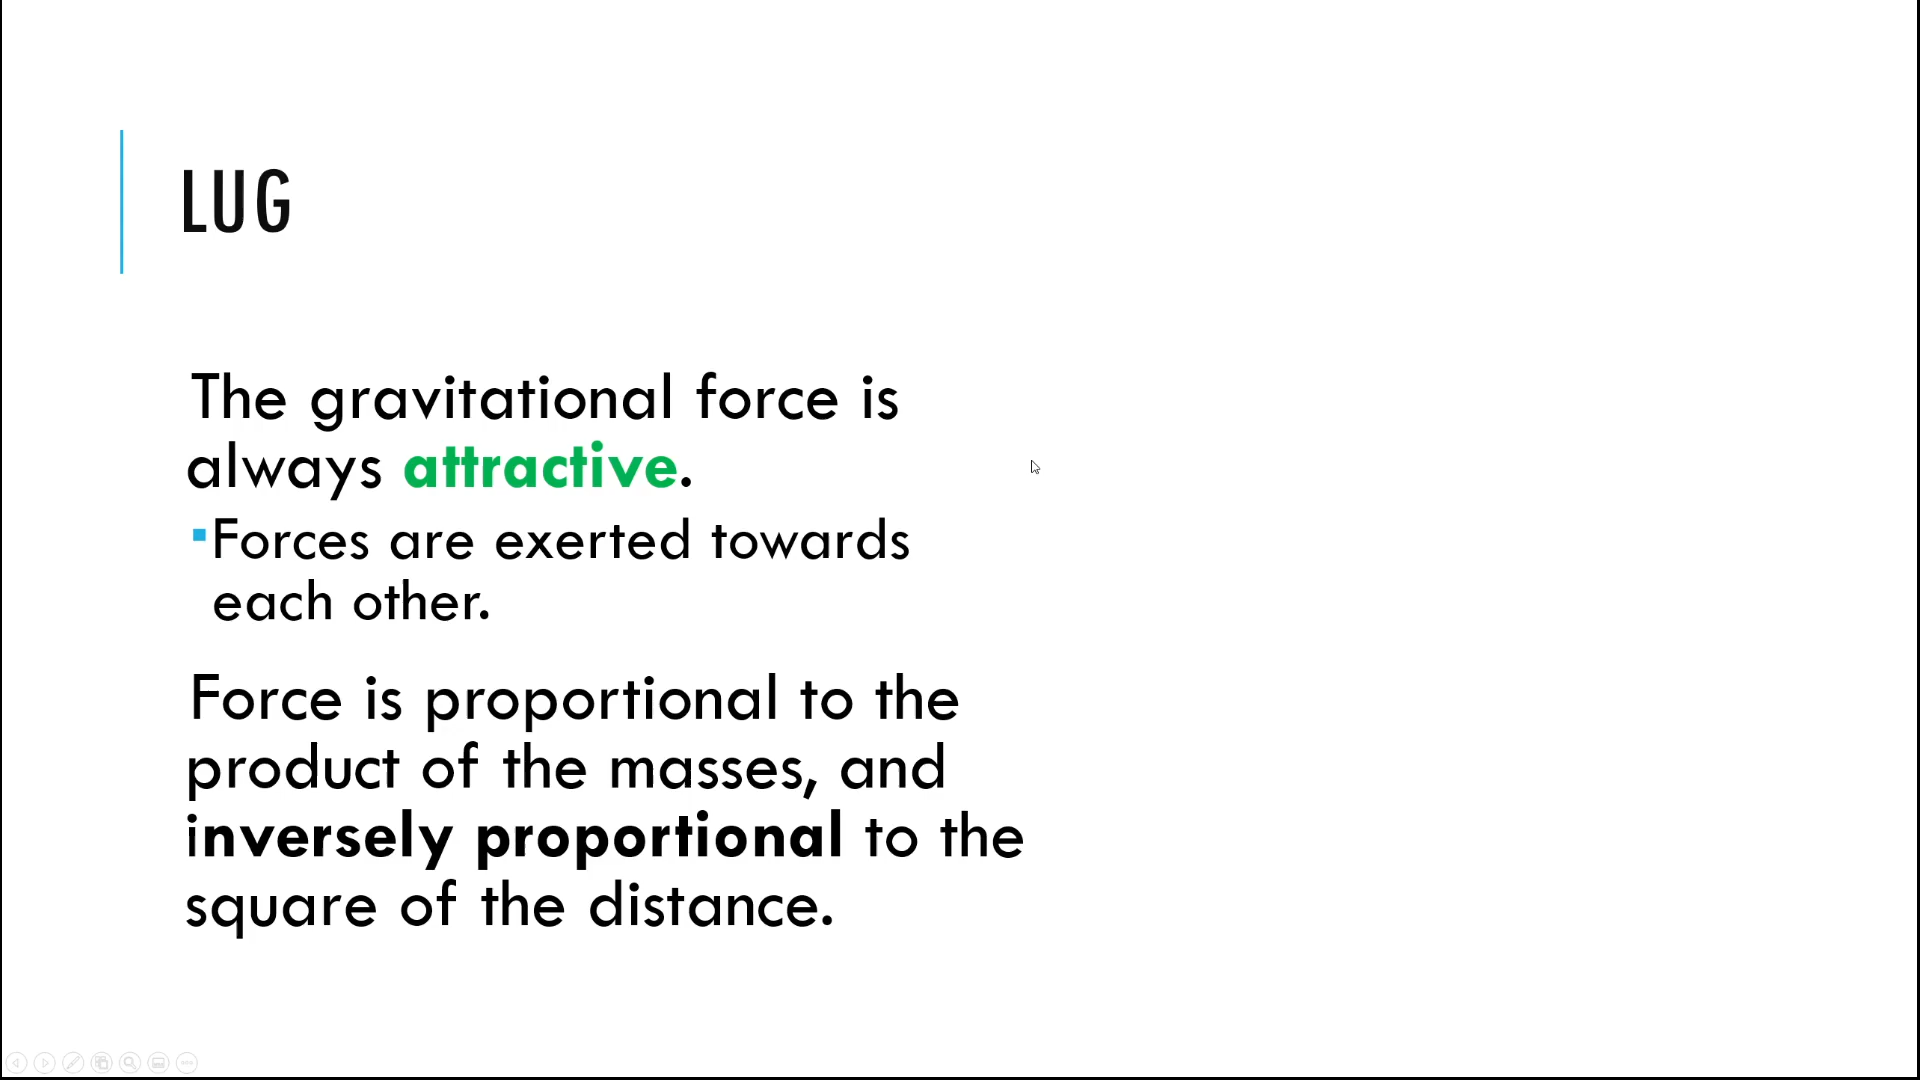 LUG
The gravitational force is
always attractive.
▪Forces are exerted towards
each other.
Force is proportional to the
product of the masses, and
inversely proportional to the
square of the distance.